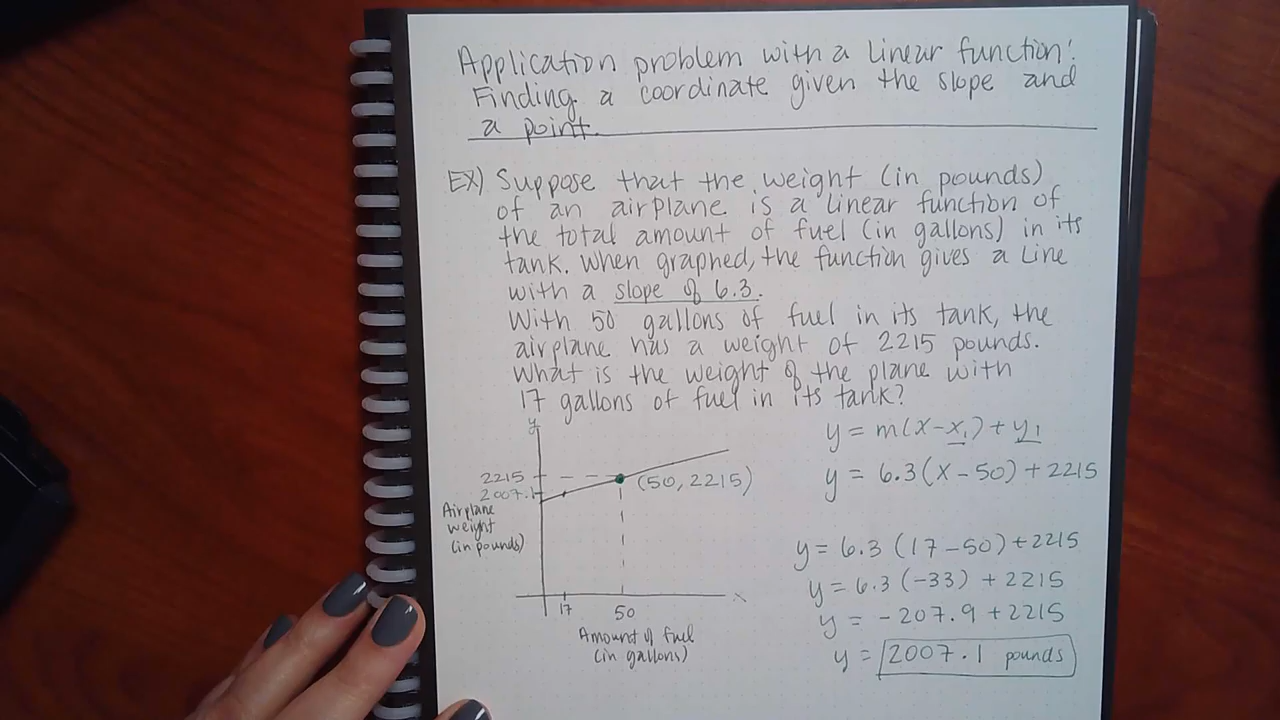 Application problem with a linear function:
Finding a coordinate given the slope and
a point.
EX) Suppose that the weight (in pounds)
of an airplane is a linear function of
the total amount of fuel (in gallons) in its
tank. When graphed, the function gives a line
with a slope of 6.3.
With 50 gallons of fuel in its tank, the
airplane has a weight of 2215 pounds.
What is the weight of the plane with
17 gallons of fuel in its tank?
y
2215
2007.1
(50, 2215)
Airplane
weight
(in pounds)
17
50
x
Amount of fuel
(in gallons)
y = m(x-x₁) + y₁
y = 6.3(x-50) + 2215
y = 6.3 (17-50) + 2215
y = 6.3 (-33) + 2215
y = -207.9 + 2215
y = 2007.1 pounds